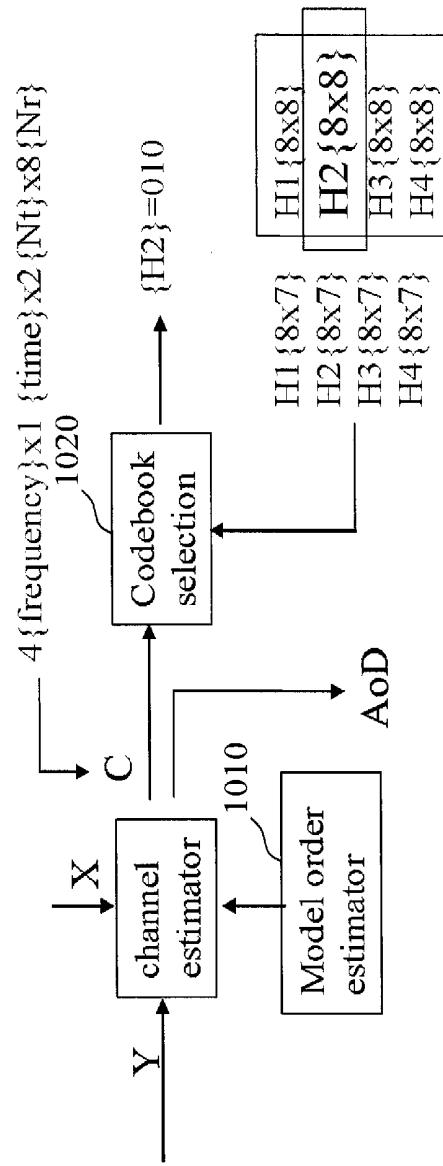 4{frequency}x1 {time}x2{Nt}x8{Nr}
Y
X
C
channel
estimator
1010
Model order
estimator
AoD
1020
Codebook
selection
{H2}=010
H1{8x7}
H2{8x7}
H3{8x7}
H4{8x7}
H1{8x8}
H2{8x8}
H3{8x8}
H4{8x8}